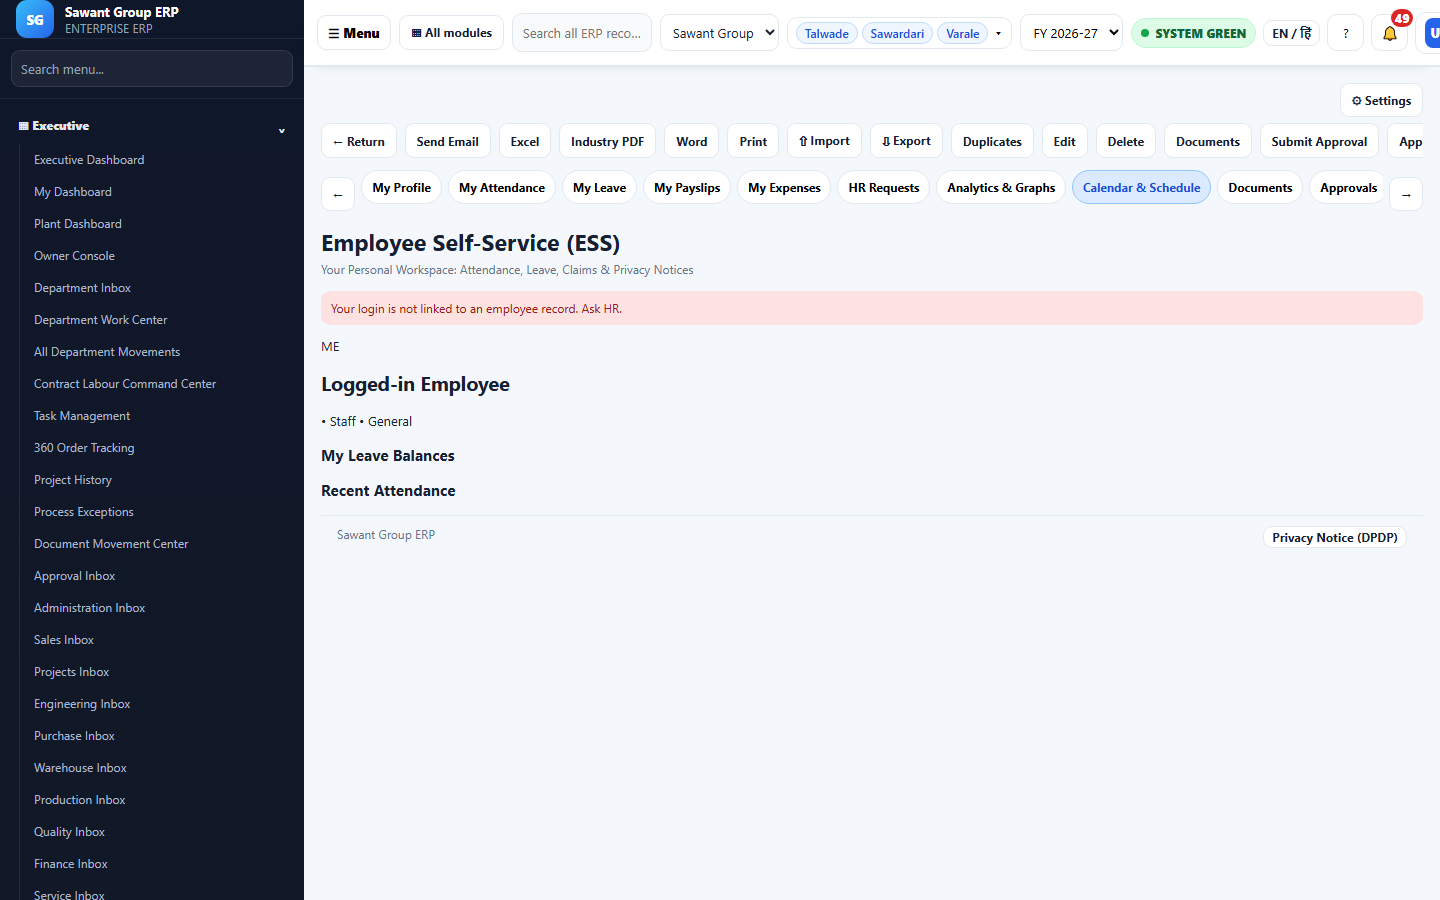 SG
Sawant Group ERP
ENTERPRISE ERP
Search menu...
Executive
Executive Dashboard
My Dashboard
Plant Dashboard
Owner Console
Department Inbox
Department Work Center
All Department Movements
Contract Labour Command Center
Task Management
360 Order Tracking
Project History
Process Exceptions
Document Movement Center
Approval Inbox
Administration Inbox
Sales Inbox
Projects Inbox
Engineering Inbox
Purchase Inbox
Warehouse Inbox
Production Inbox
Quality Inbox
Finance Inbox
Service Inbox
☰ Menu
All modules
Search all ERP reco...
Sawant Group
Talwade
Sawardari
Varale
FY 2026-27
SYSTEM GREEN
EN / हिं
?
49
U
⚙ Settings
← Return
Send Email
Excel
Industry PDF
Word
Print
⇧ Import
⇩ Export
Duplicates
Edit
Delete
Documents
Submit Approval
App
←
My Profile
My Attendance
My Leave
My Payslips
My Expenses
HR Requests
Analytics & Graphs
Calendar & Schedule
Documents
Approvals
→
Employee Self-Service (ESS)
Your Personal Workspace: Attendance, Leave, Claims & Privacy Notices
Your login is not linked to an employee record. Ask HR.
ME
Logged-in Employee
• Staff • General
My Leave Balances
Recent Attendance
Sawant Group ERP
Privacy Notice (DPDP)